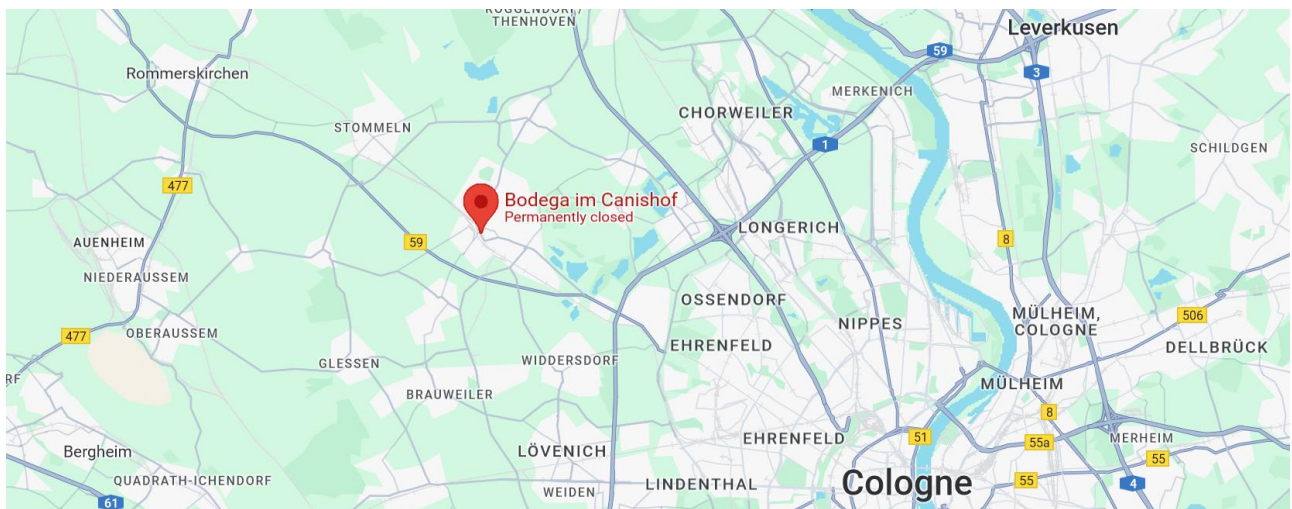 ROGGENDORF/
THENHOVEN
Leverkusen
59
3
Rommerskirchen
MERKENICH
CHORWEILER
STOMMELN
1
SCHILDGEN
477
Bodega im Canishof
Permanently closed
LONGERICH
AUENHEIM
59
8
NIEDERAUSSEM
OSSENDORF
MÜLHEIM,
COLOGNE
506
NIPPES
477
OBERAUSSEM
EHRENFELD
DELLBRÜCK
GLESSEN
WIDDERSDORF
RF
MÜLHEIM
BRAUWEILER
8
EHRENFELD
51
55a
MERHEIM
Bergheim
LÖVENICH
55
QUADRATH-ICHENDORF
55
Cologne
4
WEIDEN
LINDENTHAL
61